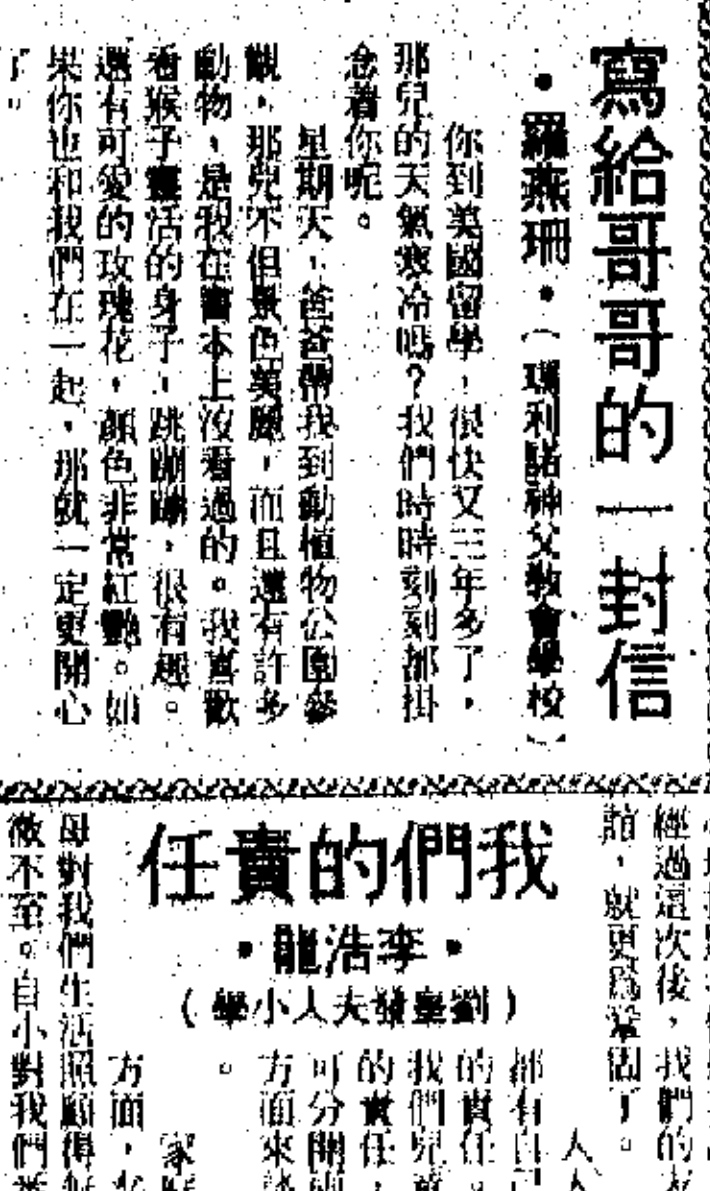 寫給哥哥的一封信
·羅燕珊·（瑪利諾神父教會學校）
你到美國留學，很快又三年多了，
那兒的天氣寒冷嗎？我們時時刻刻都掛
念着你呢。
星期天，爸爸帶我到動植物公園參
觀，那兒不但景色美麗，而且還有許多
動物，是我在書本上沒看過的。我喜歡
看猴子靈活的身子，跳蹦蹦，很有趣。
還有可愛的玫瑰花，顏色非常紅艷。如
果你也和我們在一起，那就一定更開心
了。
經過這次後，我們的友
誼，就更為鞏固了。
我們的責任
·李浩龍·
（劉皇發夫人小學）
人人
都有自己
的責任。
我們兒童
的責任，
可分開兩
方面來談
。
家庭
方面，父
母對我們生活照顧得無
微不至。自小對我們